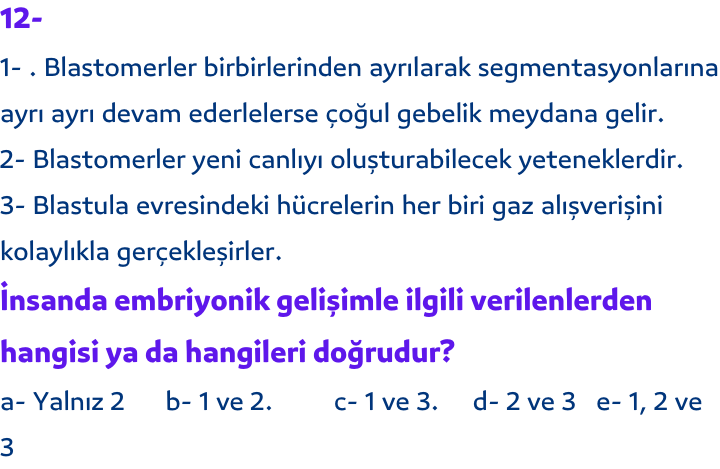 12-
1- . Blastomerler birbirlerinden ayrılarak segmentasyonlarına
ayrı ayrı devam ederlelerse çoğul gebelik meydana gelir.
2- Blastomerler yeni canlıyı oluşturabilecek yeteneklerdir.
3- Blastula evresindeki hücrelerin her biri gaz alışverişini
kolaylıkla gerçekleşirler.
İnsanda embriyonik gelişimle ilgili verilenlerden
hangisi ya da hangileri doğrudur?
a- Yalnız 2 b- 1 ve 2. c- 1 ve 3. d- 2 ve 3 e- 1, 2 ve
3